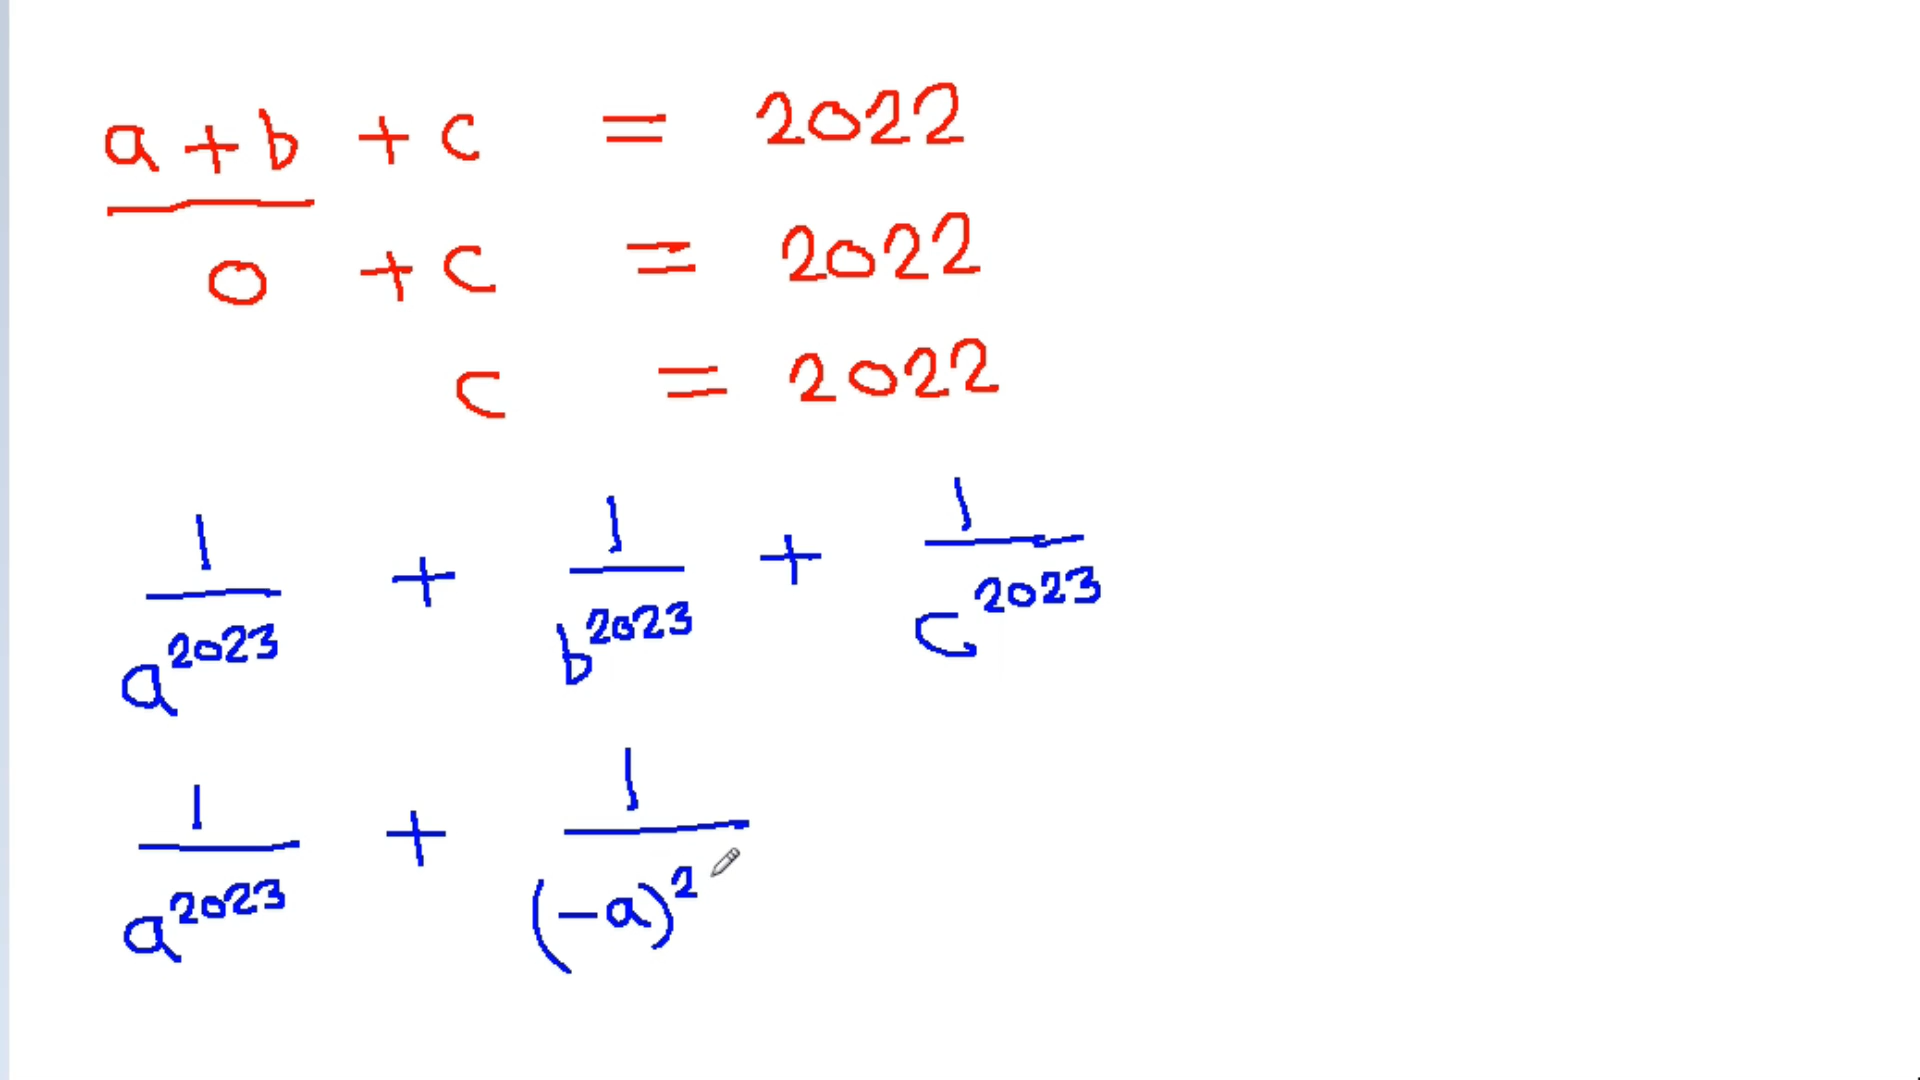 a + b + c = 2022
0 + c = 2022
c = 2022
1/a^2023 + 1/b^2023 + 1/c^2023
1/a^2023 + 1/(-a)^2